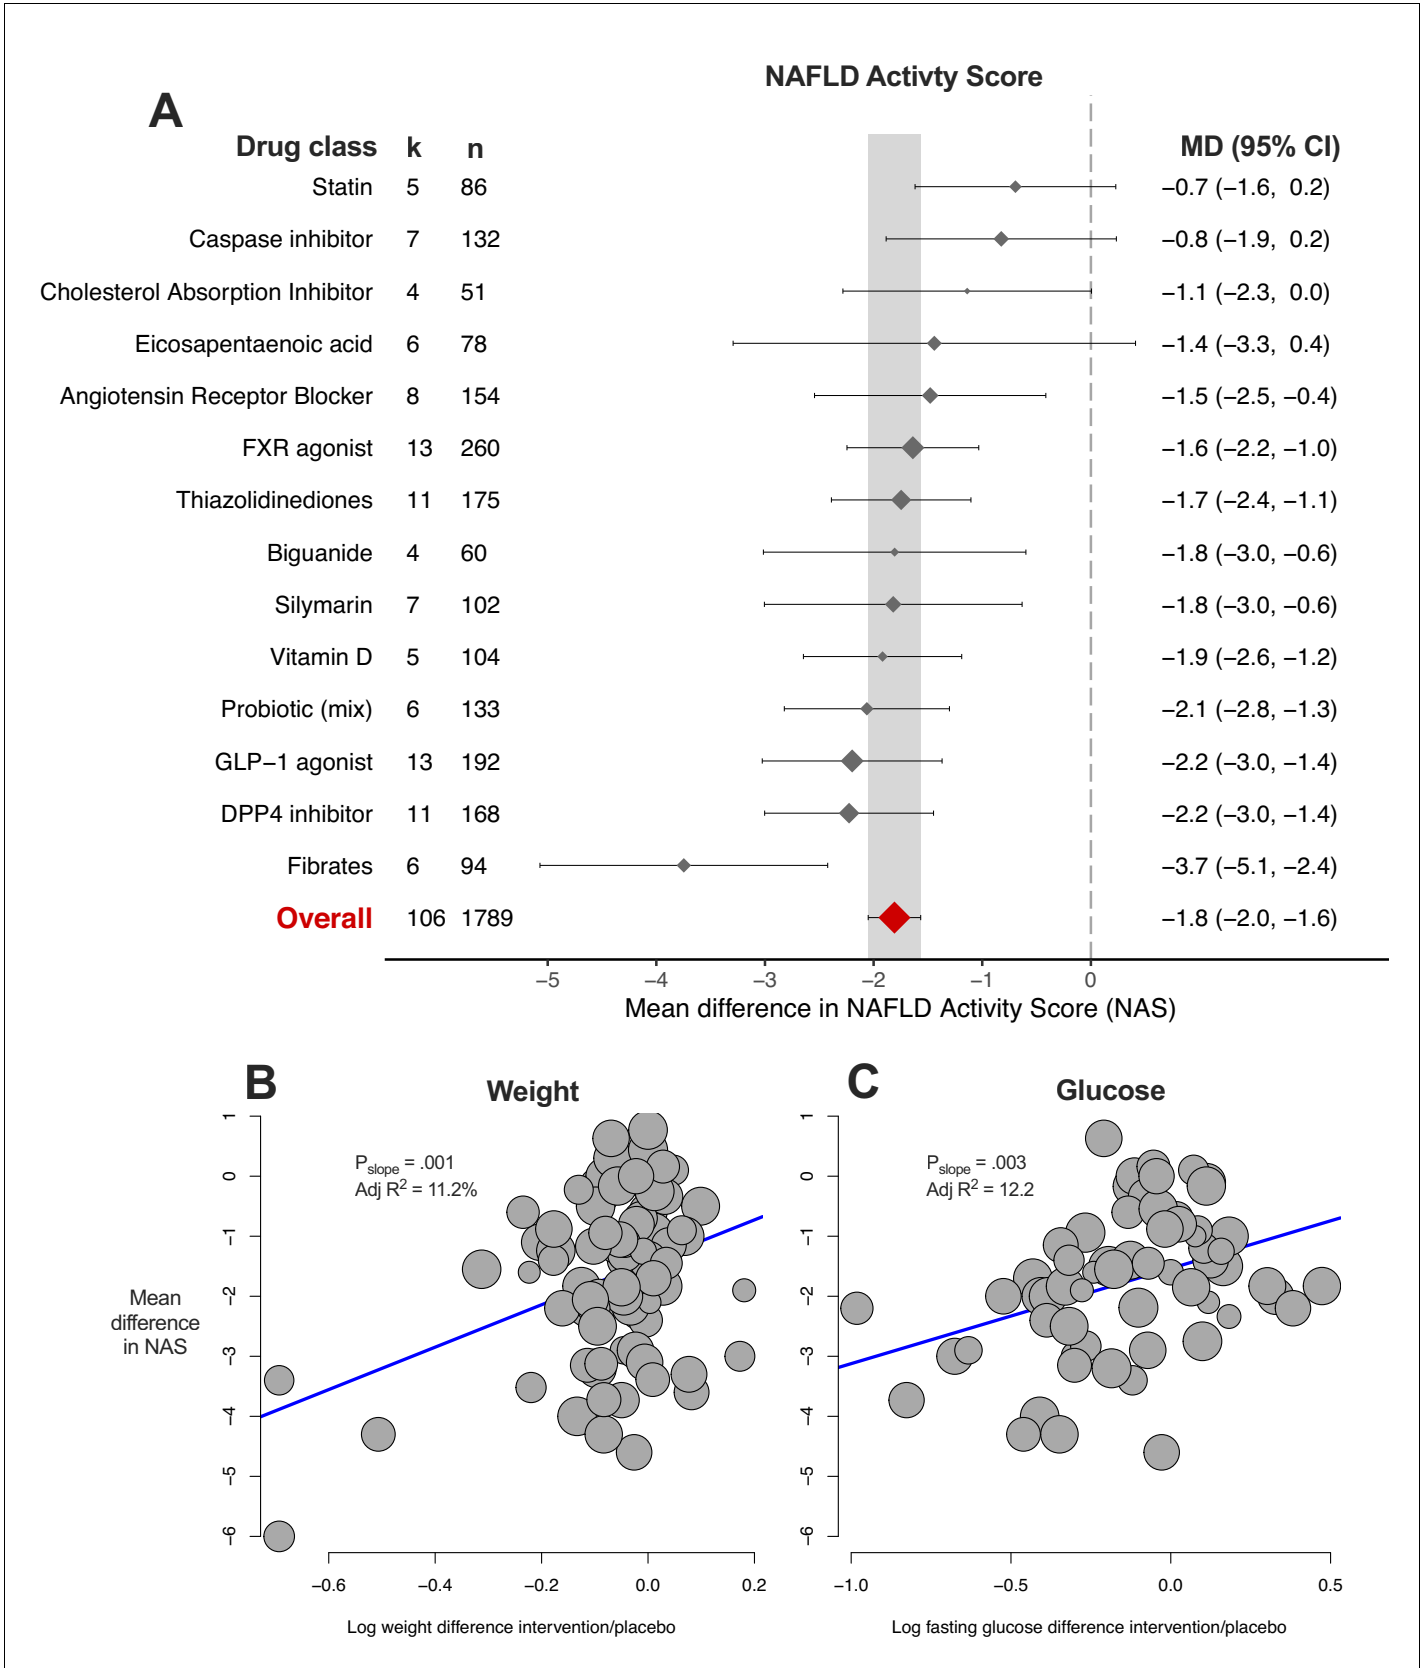 A
NAFLD Activty Score
Drug class k n MD (95% CI)
Statin 5 86 −0.7 (−1.6, 0.2)
Caspase inhibitor 7 132 −0.8 (−1.9, 0.2)
Cholesterol Absorption Inhibitor 4 51 −1.1 (−2.3, 0.0)
Eicosapentaenoic acid 6 78 −1.4 (−3.3, 0.4)
Angiotensin Receptor Blocker 8 154 −1.5 (−2.5, −0.4)
FXR agonist 13 260 −1.6 (−2.2, −1.0)
Thiazolidinediones 11 175 −1.7 (−2.4, −1.1)
Biguanide 4 60 −1.8 (−3.0, −0.6)
Silymarin 7 102 −1.8 (−3.0, −0.6)
Vitamin D 5 104 −1.9 (−2.6, −1.2)
Probiotic (mix) 6 133 −2.1 (−2.8, −1.3)
GLP−1 agonist 13 192 −2.2 (−3.0, −1.4)
DPP4 inhibitor 11 168 −2.2 (−3.0, −1.4)
Fibrates 6 94 −3.7 (−5.1, −2.4)
Overall 106 1789 −1.8 (−2.0, −1.6)
−5 −4 −3 −2 −1 0
Mean difference in NAFLD Activity Score (NAS)
B
Weight
P slope = .001
Adj R2 = 11.2%
Mean
difference
in NAS
1
0
−1
−2
−3
−4
−5
−6
−0.6 −0.4 −0.2 0.0 0.2
Log weight difference intervention/placebo
C
Glucose
P slope = .003
Adj R2 = 12.2
1
0
−1
−2
−3
−4
−5
−6
−1.0 −0.5 0.0 0.5
Log fasting glucose difference intervention/placebo